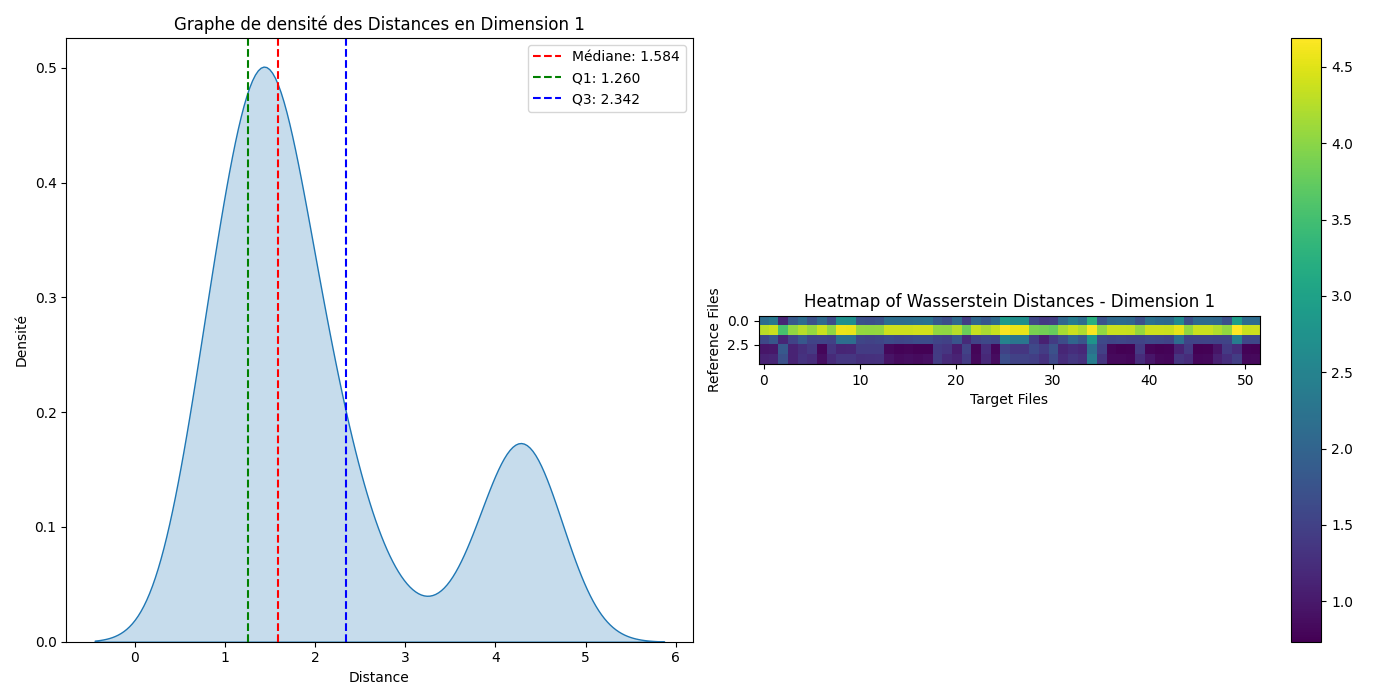 Graphe de densité des Distances en Dimension 1
Médiane: 1.584
Q1: 1.260
Q3: 2.342
Densité
0.5
0.4
0.3
0.2
0.1
0.0
0 1 2 3 4 5 6
Distance
Heatmap of Wasserstein Distances - Dimension 1
Reference Files
0.0
2.5
0 10 20 30 40 50
Target Files
4.5
4.0
3.5
3.0
2.5
2.0
1.5
1.0